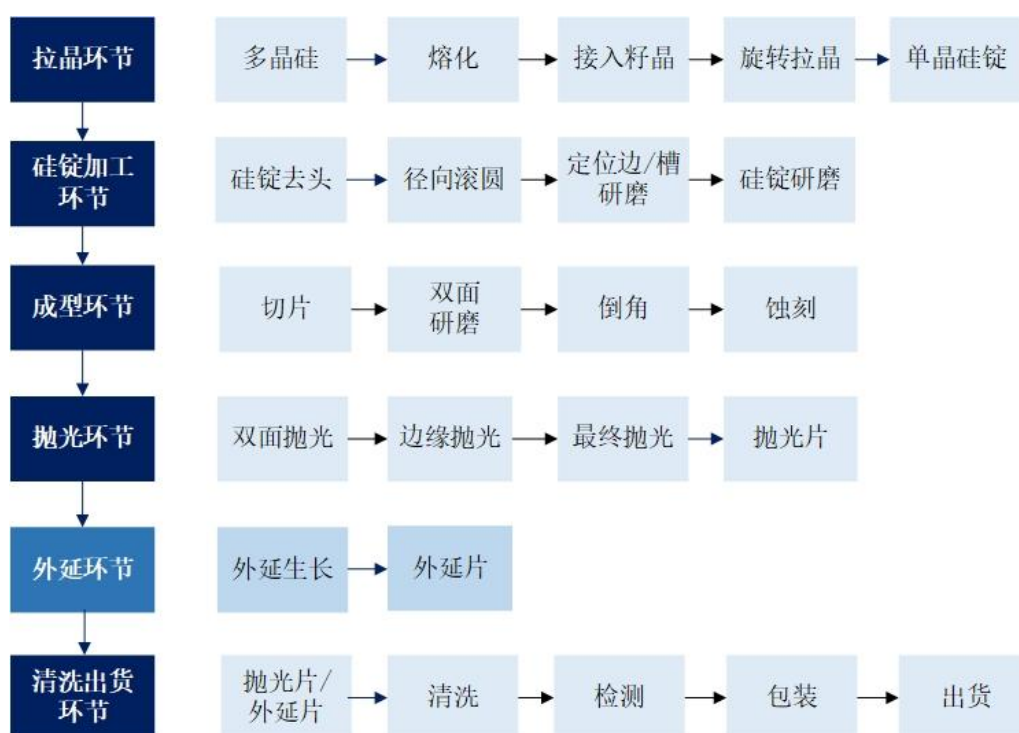 拉晶环节
多晶硅
熔化
接入籽晶
旋转拉晶
单晶硅锭
硅锭加工
环节
硅锭去头
径向滚圆
定位边/槽
研磨
硅锭研磨
成型环节
切片
双面
研磨
倒角
蚀刻
抛光环节
双面抛光
边缘抛光
最终抛光
抛光片
外延环节
外延生长
外延片
清洗出货
环节
抛光片/
外延片
清洗
检测
包装
出货